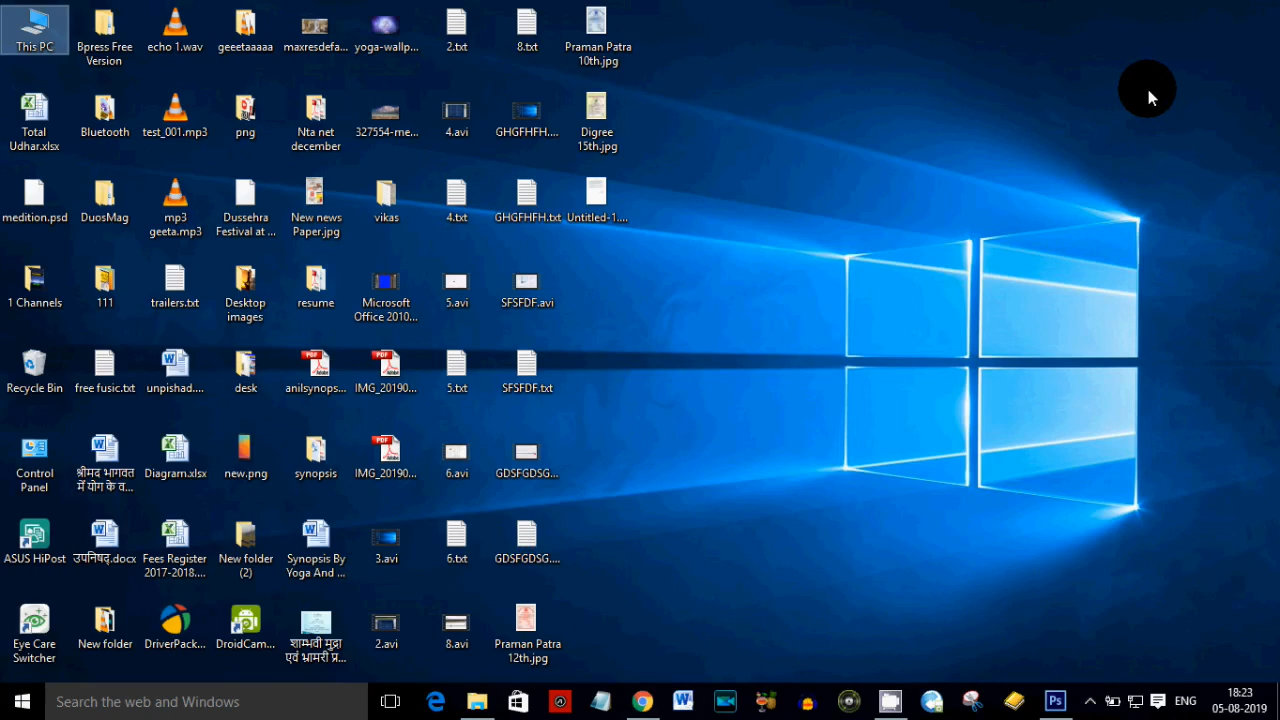 This PC
Bpress Free
Version
echo 1.wav
geeetaaaaa
maxresdefa...
yoga-wallp...
2.txt
8.txt
Praman Patra
10th.jpg
Total
Udhar.xlsx
Bluetooth
test_001.mp3
png
Nta net
december
327554-me...
4.avi
GHGFHFH....
Digree
15th.jpg
medition.psd
DuosMag
mp3
geeta.mp3
Dussehra
Festival at ...
New news
Paper.jpg
vikas
4.txt
GHGFHFH.txt
Untitled-1....
1 Channels
111
trailers.txt
Desktop
images
resume
Microsoft
Office 2010...
5.avi
SFSFDF.avi
Recycle Bin
free fusic.txt
unpishad....
desk
anilsynops...
IMG_20190...
5.txt
SFSFDF.txt
Control
Panel
श्रीमद भागवत
में योग के व...
Diagram.xlsx
new.png
synopsis
IMG_20190...
6.avi
GDSFGDSG...
ASUS HiPost
उपनिषद्.docx
Fees Register
2017-2018....
New folder
(2)
Synopsis By
Yoga And ...
3.avi
6.txt
GDSFGDSG....
Eye Care
Switcher
New folder
DriverPack...
DroidCam...
शाम्भवी मुद्रा
एवं भ्रामरी प्र...
2.avi
8.avi
Praman Patra
12th.jpg
Search the web and Windows
ENG
18:23
05-08-2019